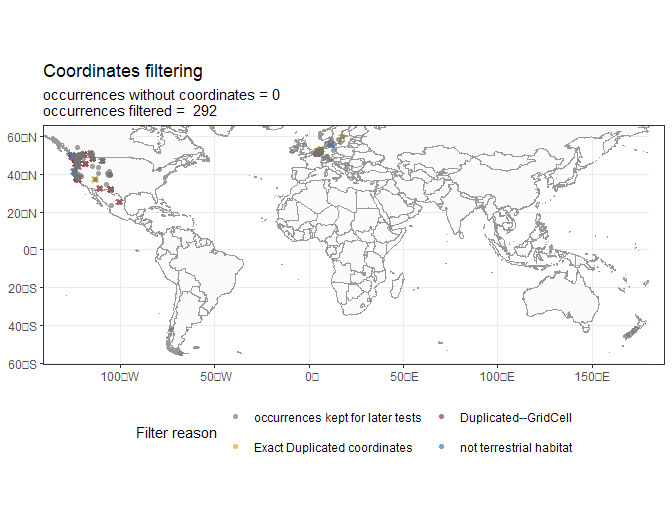 Coordinates filtering
occurrences without coordinates = 0
occurrences filtered =  292
60▯N
40▯N
20▯N
0▯
20▯S
40▯S
60▯S
100▯W 50▯W 0▯ 50▯E 100▯E 150▯E
Filter reason
occurrences kept for later tests Duplicated--GridCell
Exact Duplicated coordinates not terrestrial habitat